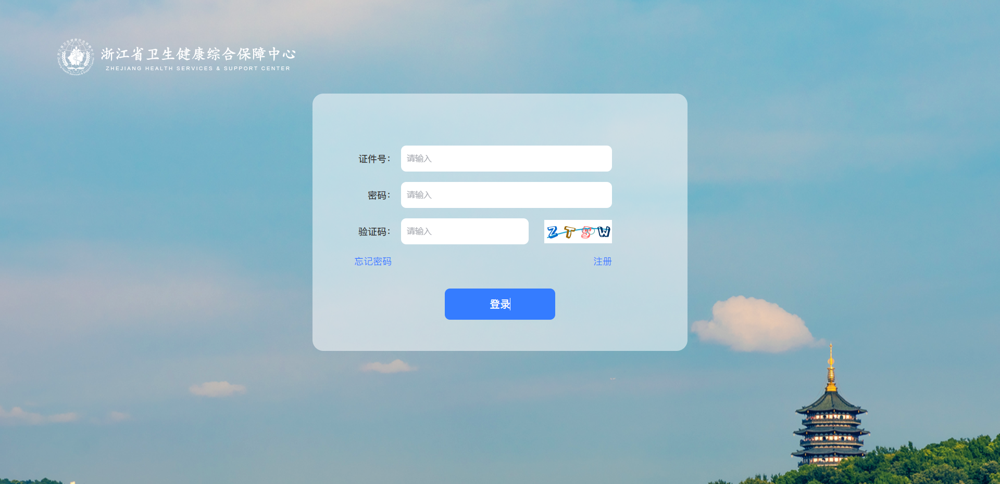 浙江省卫生健康综合保障中心
ZHEJIANG HEALTH SERVICES & SUPPORT CENTER
证件号：
请输入
密码：
请输入
验证码：
请输入
ZTSW
忘记密码
注册
登录